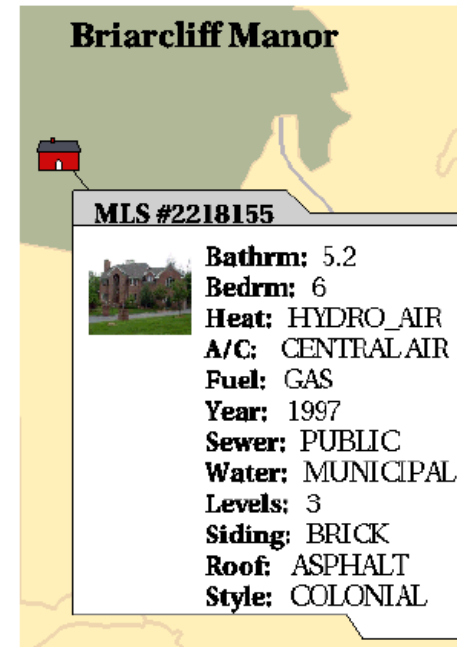 Briarcliff Manor
MLS #2218155
Bathrm: 5.2
Bedrm: 6
Heat: HYDRO_AIR
A/C: CENTRAL AIR
Fuel: GAS
Year: 1997
Sewer: PUBLIC
Water: MUNICIPAL
Levels: 3
Siding: BRICK
Roof: ASPHALT
Style: COLONIAL